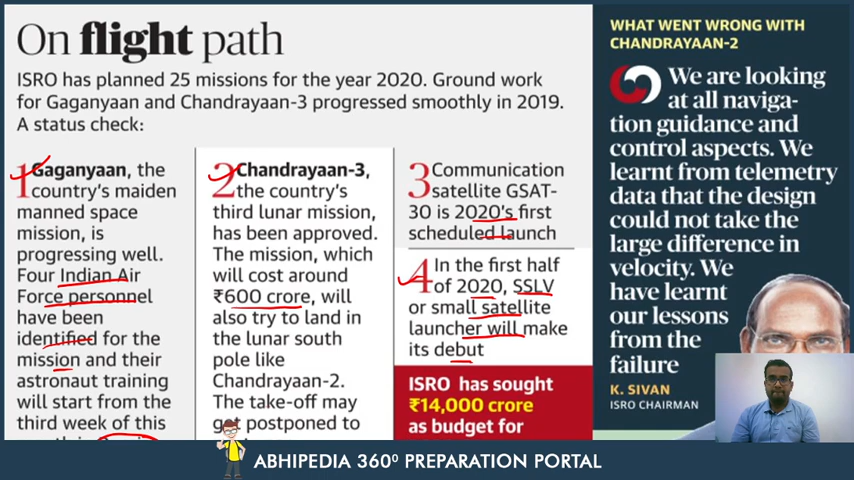 On flight path
ISRO has planned 25 missions for the year 2020. Ground work
for Gaganyaan and Chandrayaan-3 progressed smoothly in 2019.
A status check:
1 Gaganyaan, the
country's maiden
manned space
mission, is
progressing well.
Four Indian Air
Force personnel
have been
identified for the
mission and their
astronaut training
will start from the
third week of this
2 Chandrayaan-3,
the country's
third lunar mission,
has been approved.
The mission, which
will cost around
₹600 crore, will
also try to land in
the lunar south
pole like
Chandrayaan-2.
The take-off may
get postponed to
3 Communication
satellite GSAT-
30 is 2020's first
scheduled launch
4 In the first half
of 2020, SSLV
or small satellite
launcher will make
its debut
ISRO has sought
₹14,000 crore
as budget for
WHAT WENT WRONG WITH
CHANDRAYAAN-2
We are looking
at all naviga-
tion guidance and
control aspects. We
learnt from telemetry
data that the design
could not take the
large difference in
velocity. We
have learnt
our lessons
from the
failure
K. SIVAN
ISRO CHAIRMAN
ABHIPEDIA 360⁰ PREPARATION PORTAL